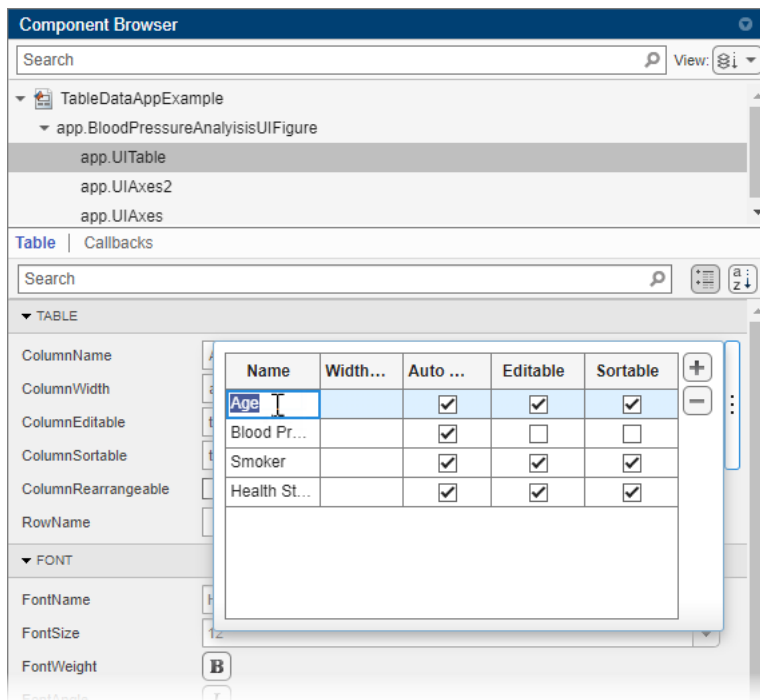 Component Browser
Search View:
TableDataAppExample
app.BloodPressureAnalyisisUIFigure
app.UITable
app.UIAxes2
app.UIAxes
Table | Callbacks
Search
TABLE
ColumnName
ColumnWidth
ColumnEditable
ColumnSortable
ColumnRearrangeable
RowName
Name Width... Auto ... Editable Sortable
Age
Blood Pr...
Smoker
Health St...
FONT
FontName
FontSize 12
FontWeight B
FontAngle I